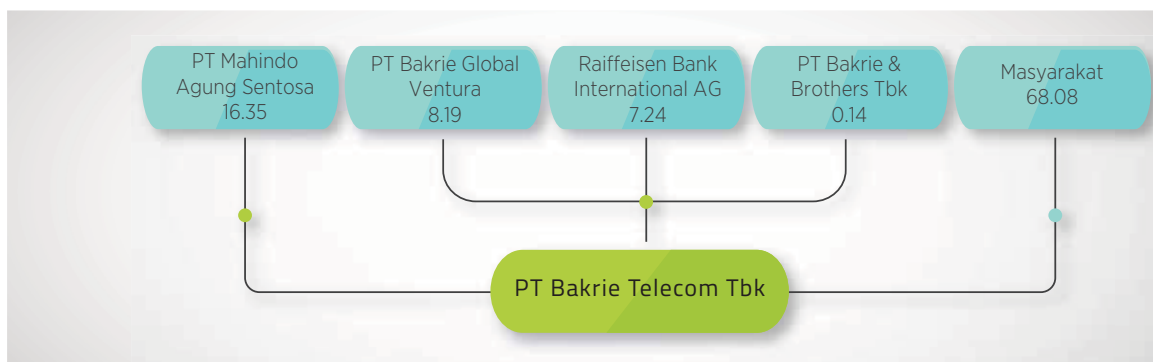 PT Mahindo
Agung Sentosa
16.35
PT Bakrie Global
Ventura
8.19
Raiffeisen Bank
International AG
7.24
PT Bakrie &
Brothers Tbk
0.14
Masyarakat
68.08
PT Bakrie Telecom Tbk